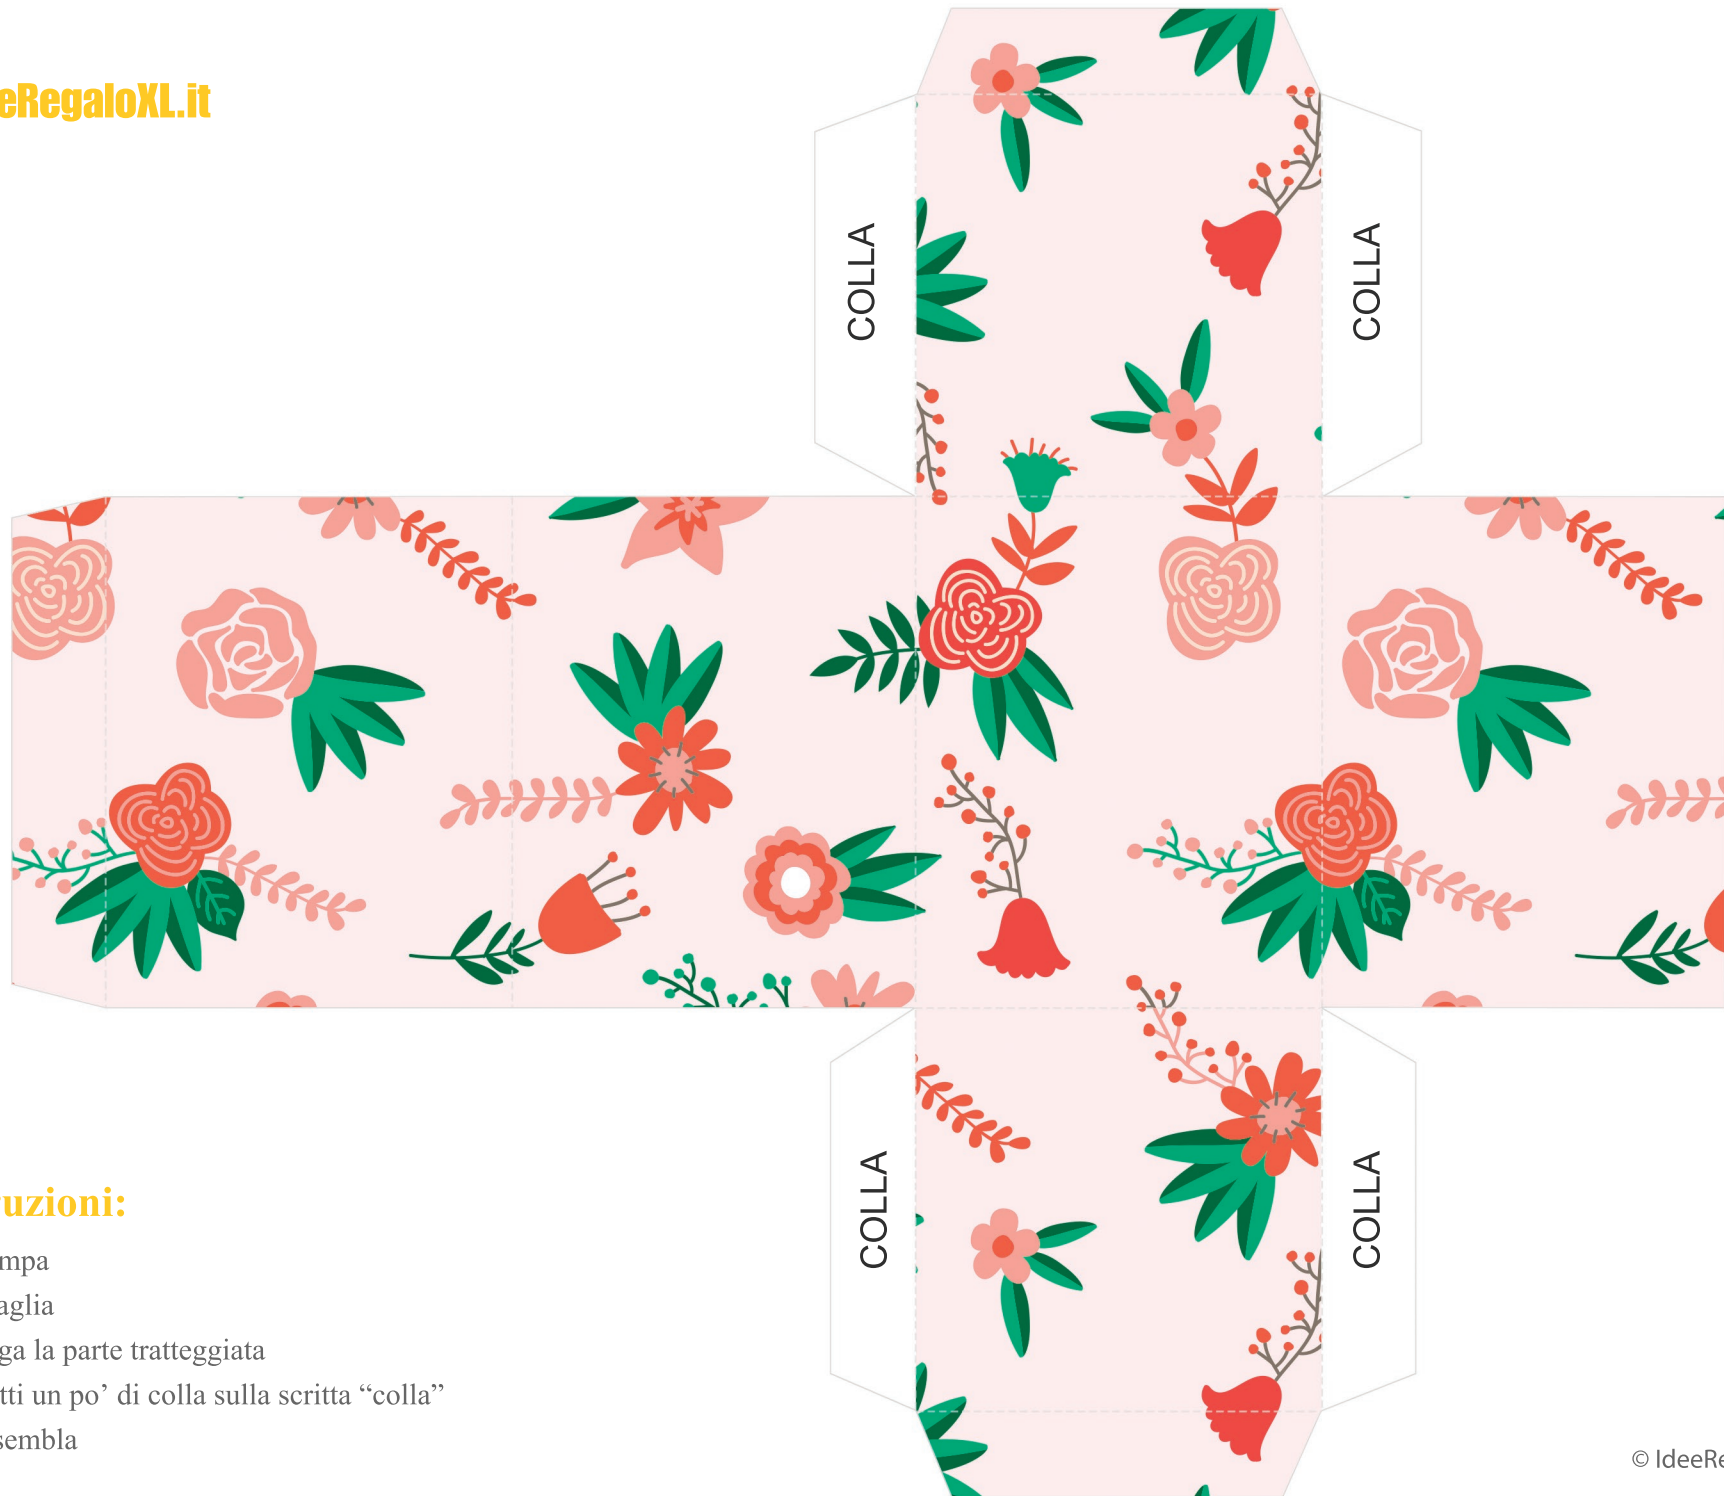 eRegaloXL.it
COLLA
COLLA
COLLA
COLLA
uzioni:
mpa
aglia
ga la parte tratteggiata
tti un po’ di colla sulla scritta “colla”
sembla
© IdeeRe